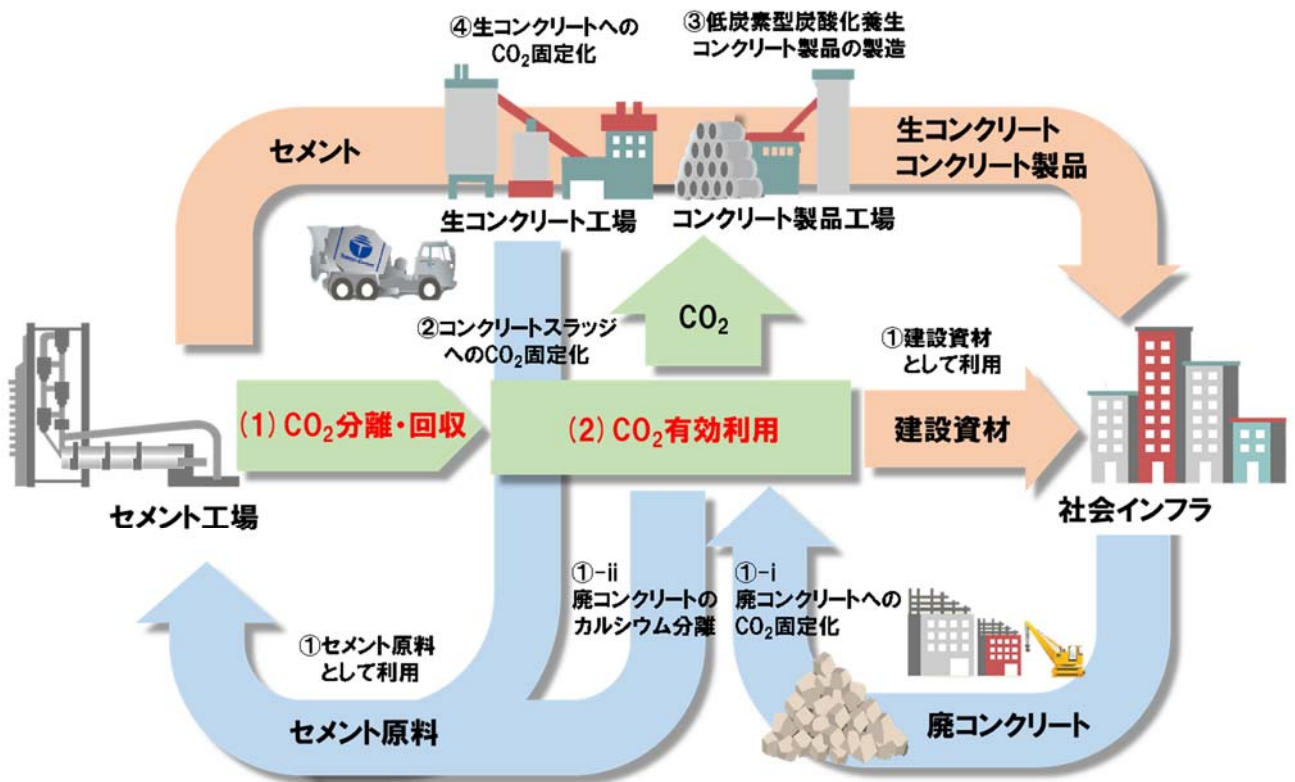 ④生コンクリートへの
CO₂固定化
③低炭素型炭酸化養生
コンクリート製品の製造
セメント
生コンクリート
コンクリート製品
生コンクリート工場
コンクリート製品工場
②コンクリートスラッジ
へのCO₂固定化
CO₂
①建設資材
として利用
(1) CO₂分離・回収
(2) CO₂有効利用
建設資材
セメント工場
社会インフラ
①-ii
廃コンクリートの
カルシウム分離
①-i
廃コンクリートへの
CO₂固定化
①セメント原料
として利用
セメント原料
廃コンクリート